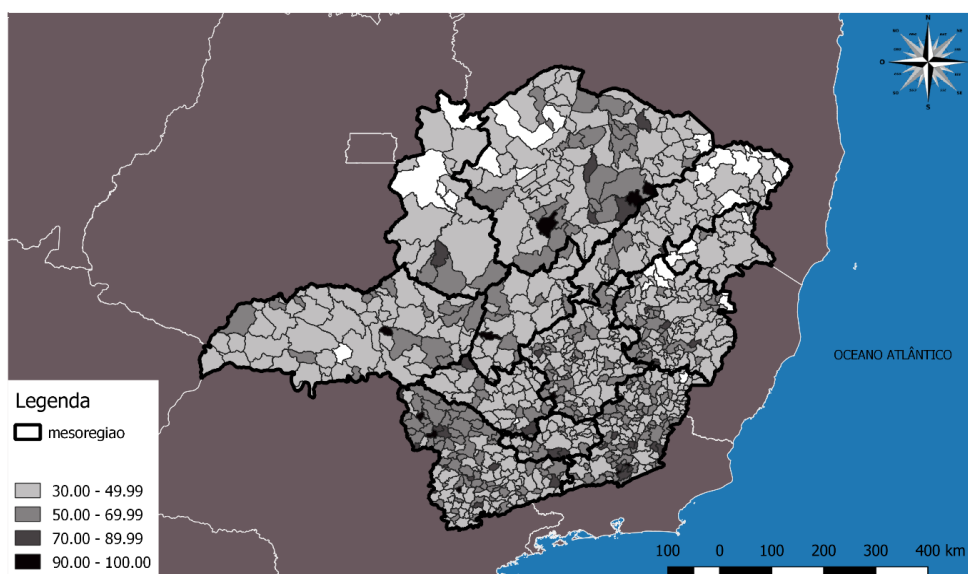 N
O
S
OCEANO ATLÂNTICO
Legenda
mesoregiao
30.00 - 49.99
50.00 - 69.99
70.00 - 89.99
90.00 - 100.00
100 0 100 200 300 400 km